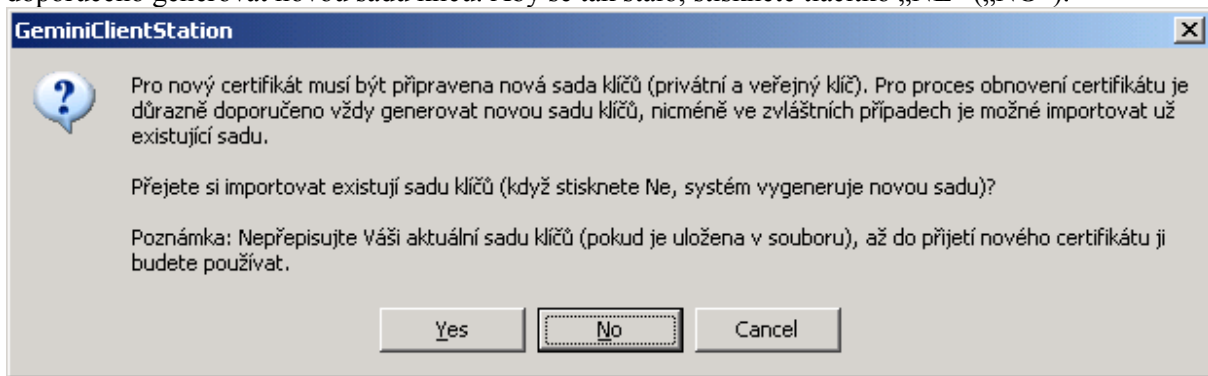 doporučeno generovat novou sadu klíčů. Aby se tak stalo, stiskněte tlačítko „NE“ („NO“).
GeminiClientStation
Pro nový certifikát musí být připravena nová sada klíčů (privátní a veřejný klíč). Pro proces obnovení certifikátu je
důrazně doporučeno vždy generovat novou sadu klíčů, nicméně ve zvláštních případech je možné importovat už
existující sadu.
Přejete si importovat existují sadu klíčů (když stisknete Ne, systém vygeneruje novou sadu)?
Poznámka: Nepřepisujte Váši aktuální sadu klíčů (pokud je uložena v souboru), až do přijetí nového certifikátu ji
budete používat.
Yes No Cancel